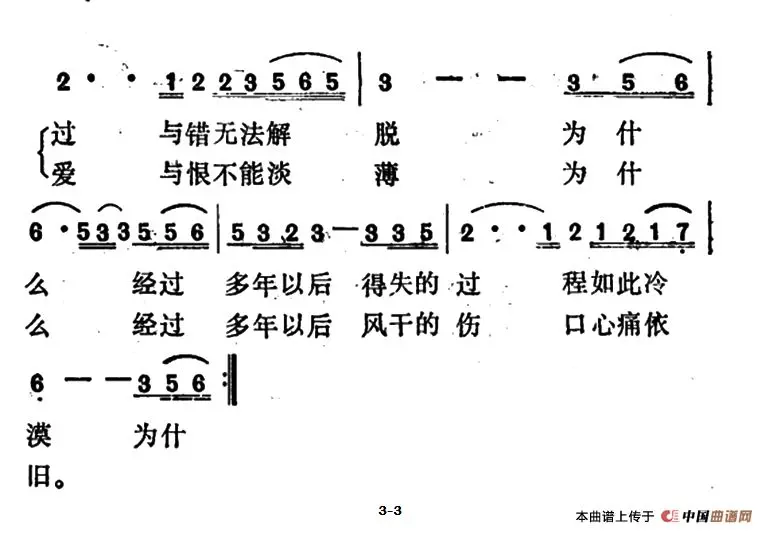 2 · · 1 2 2 3 5 6 5 | 3 — — 3 5 6 |
过 与错无法解 脱 为 什
爱 与恨不能淡 薄 为 什
6 · 5 3 3 5 5 6 | 5 3 2 3 — 3 3 5 | 2 · · 1 2 1 2 1 7 |
么 经过 多年以后 得失的 过 程如此冷
么 经过 多年以后 风干的 伤 口心痛依
6 — — 3 5 6 :‖
漠 为什
旧。
3-3
本曲谱上传于 中国曲谱网